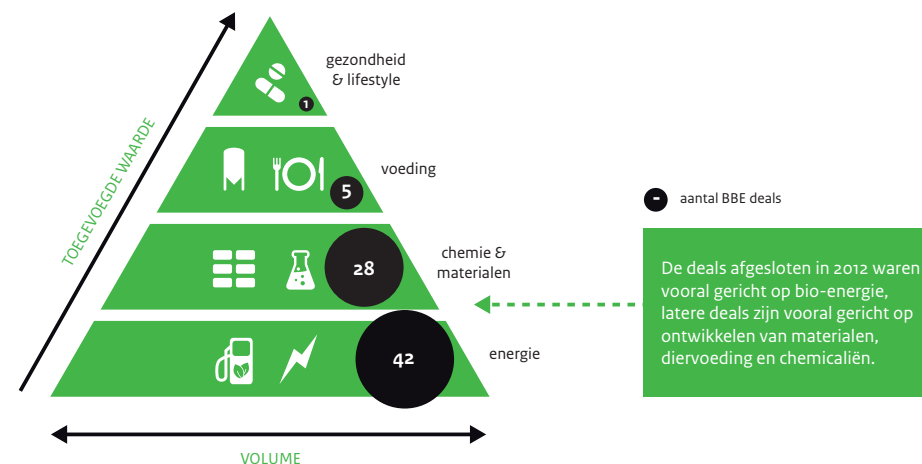 gezondheid
& lifestyle
1
TOEGEVOEGDE WAARDE
voeding
5
- aantal BBE deals
chemie &
materialen
28
De deals afgesloten in 2012 waren
vooral gericht op bio-energie,
latere deals zijn vooral gericht op
ontwikkelen van materialen,
diervoeding en chemicaliën.
energie
42
VOLUME